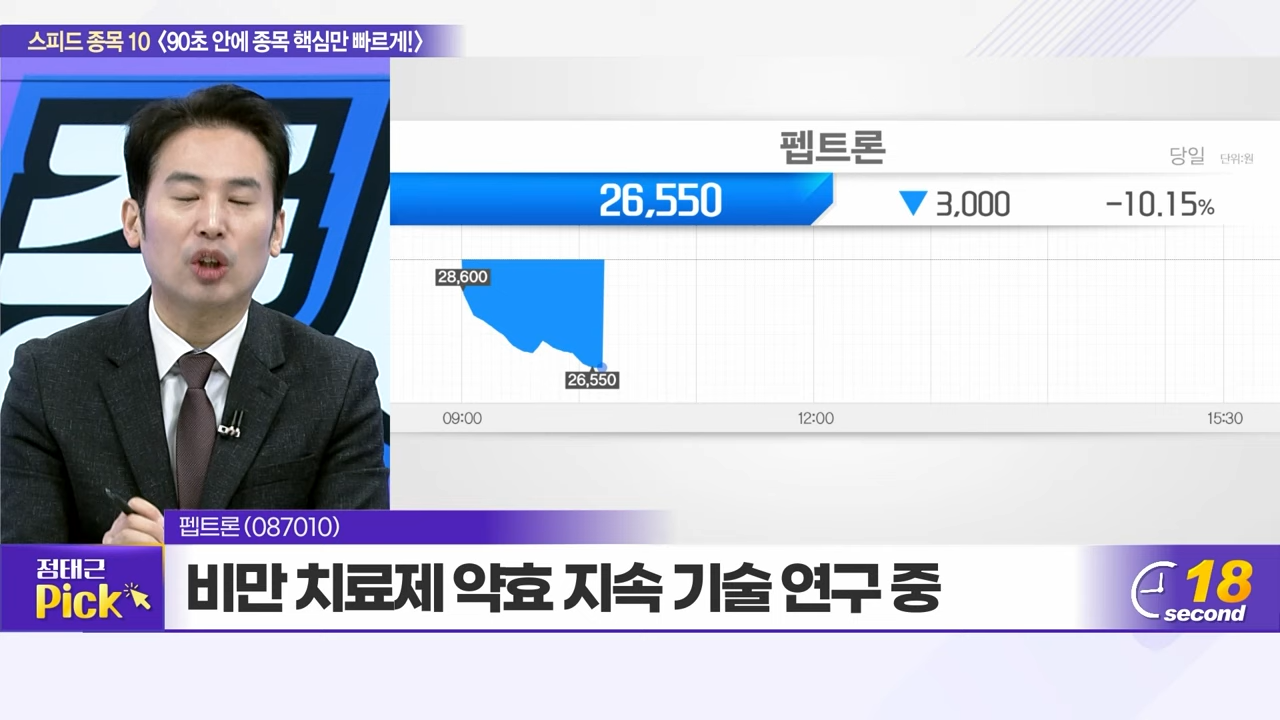 스피드 종목 10 〈90초 안에 종목 핵심만 빠르게!〉
펩트론
당일 단위:원
26,550 ▼ 3,000 -10.15%
28,600
26,550
09:00 12:00 15:30
펩트론(087010)
정태근
Pick
비만 치료제 약효 지속 기술 연구 중
18
second